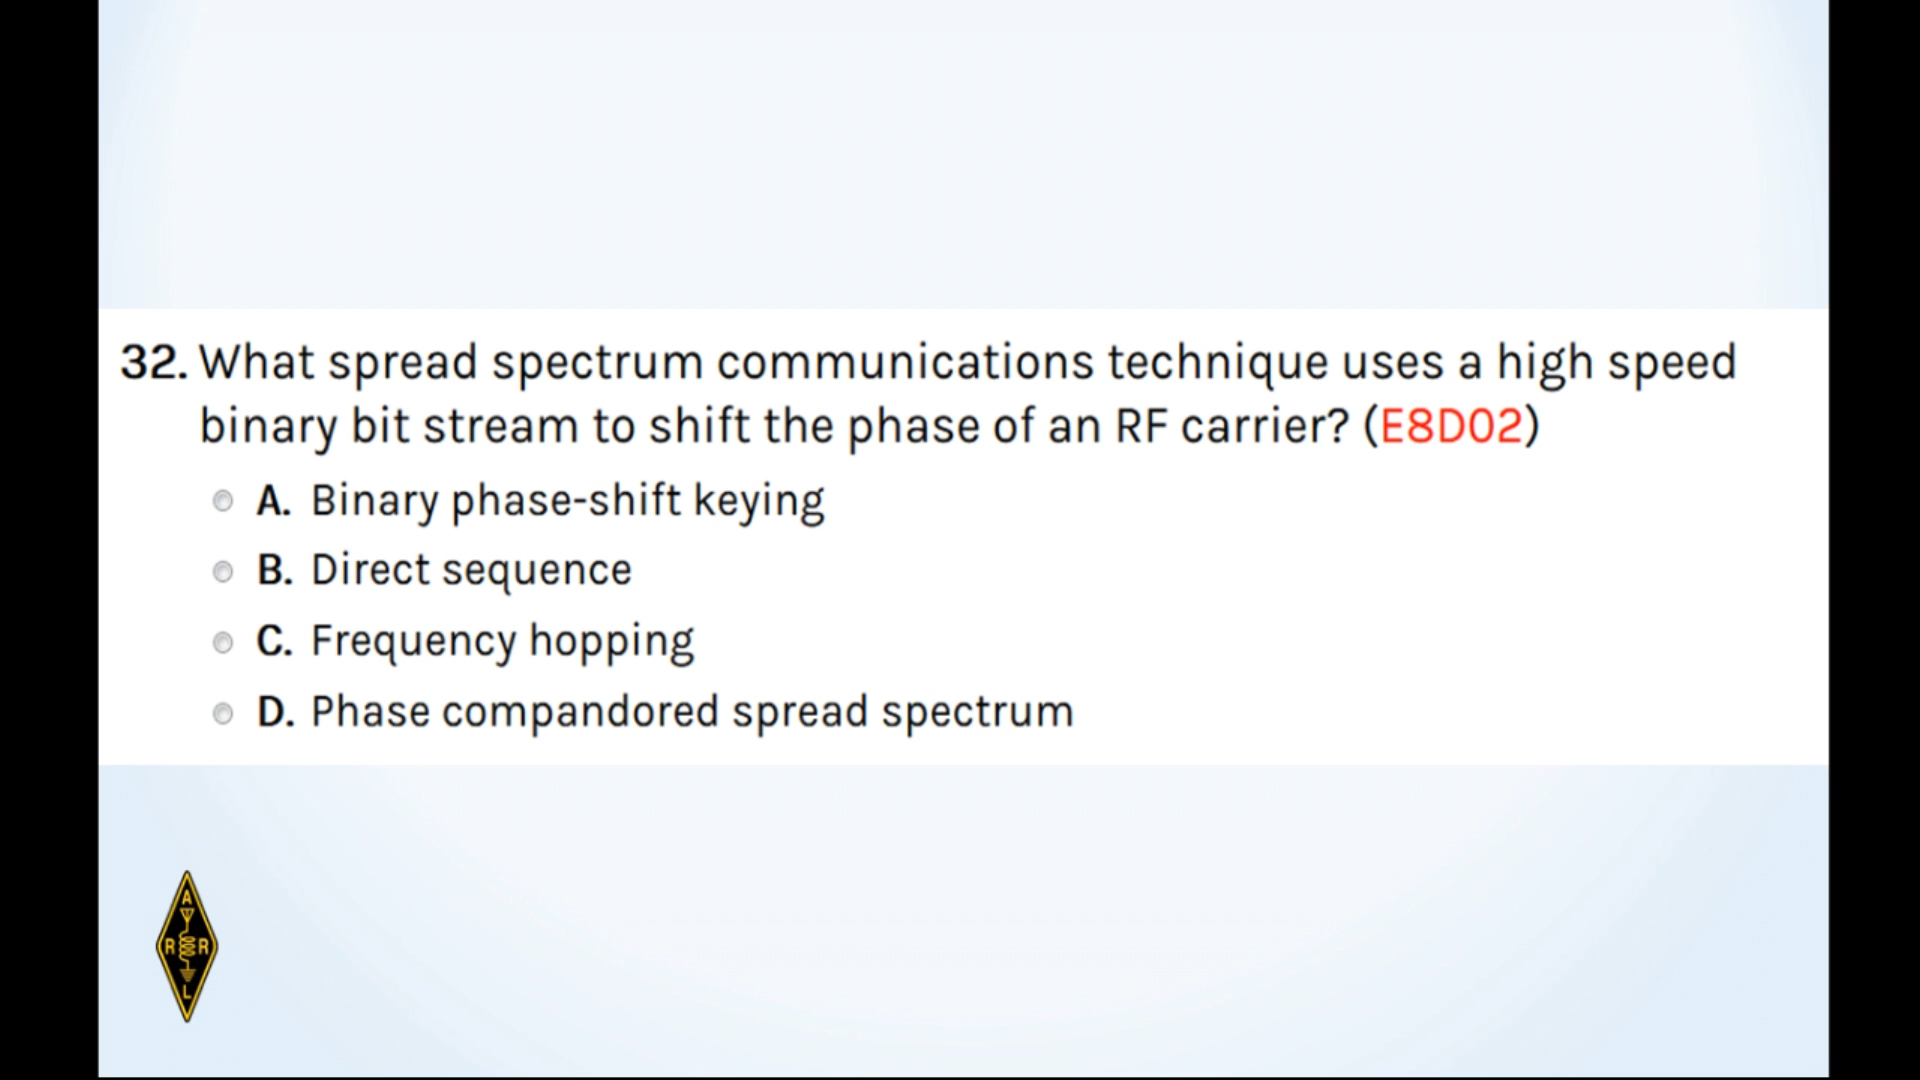 32. What spread spectrum communications technique uses a high speed
binary bit stream to shift the phase of an RF carrier? (E8D02)
A. Binary phase-shift keying
B. Direct sequence
C. Frequency hopping
D. Phase compandored spread spectrum
A
R R
L